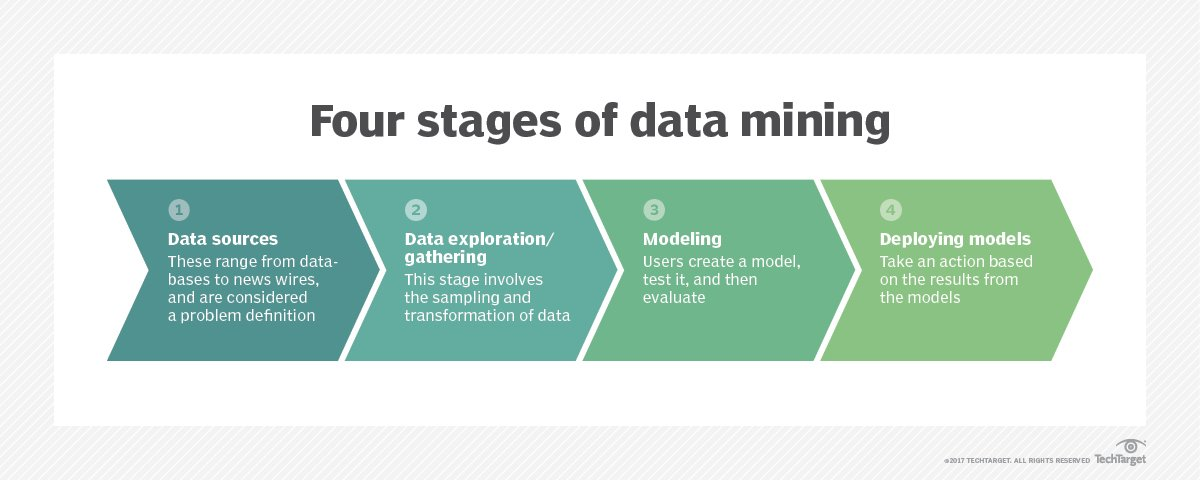 Four stages of data mining
1
Data sources
These range from data-
bases to news wires,
and are considered
a problem definition
2
Data exploration/
gathering
This stage involves
the sampling and
transformation of data
3
Modeling
Users create a model,
test it, and then
evaluate
4
Deploying models
Take an action based
on the results from
the models
©2017 TECHTARGET. ALL RIGHTS RESERVED
TechTarget